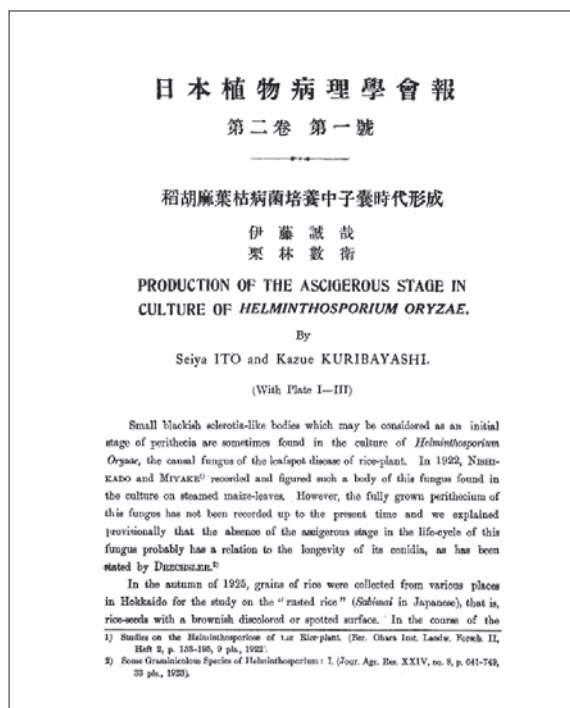 日本植物病理學會報
第二卷 第一號
稻胡麻葉枯病菌培養中子囊時代形成
伊藤誠哉
栗林數衛
PRODUCTION OF THE ASCIGEROUS STAGE IN
CULTURE OF HELMINTHOSPORIUM ORYZAE.
By
Seiya ITO and Kazue KURIBAYASHI.
(With Plate I—III)
Small blackish sclerotia-like bodies which may be considered as an initial
stage of perithecia are sometimes found in the culture of Helminthosporium
Oryzae, the causal fungus of the leafspot disease of rice-plant. In 1922, NISHI-
KADO and MIYAKE1) recorded and figured such a body of this fungus found in
the culture on steamed maize-leaves. However, the fully grown perithecium of
this fungus has not been recorded up to the present time and we explained
provisionally that the absence of the ascigerous stage in the life-cycle of this
fungus probably has a relation to the longevity of its conidia, as has been
stated by DRECHSLER.2)
In the autumn of 1925, grains of rice were collected from various places
in Hokkaido for the study on the "rusted rice" (Sabimai in Japanese), that is,
rice-seeds with a brownish discolored or spotted surface. In the course of the
1) Studies on the Helminthosporiose of the Rice-plant. (Ber. Ohara Inst. Landw. Forsch. II,
Heft 2, p. 133-195, 9 pls., 1922.
2) Some Graminicolous Species of Helminthosporium: I. (Jour. Agr. Res. XXIV, no. 8, p. 641-749,
33 pls., 1923).